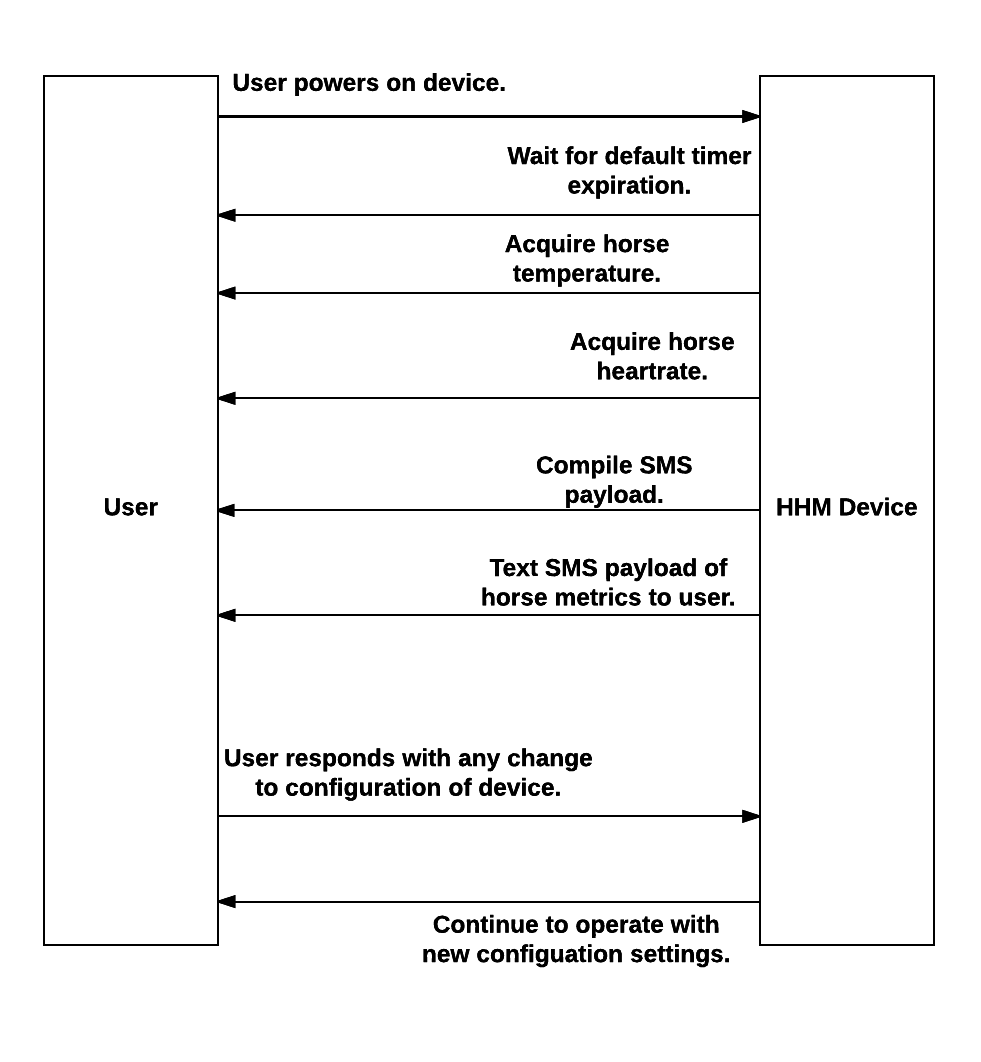 User powers on device.
Wait for default timer
expiration.
Acquire horse
temperature.
Acquire horse
heartrate.
Compile SMS
payload.
User
HHM Device
Text SMS payload of
horse metrics to user.
User responds with any change
to configuration of device.
Continue to operate with
new configuation settings.